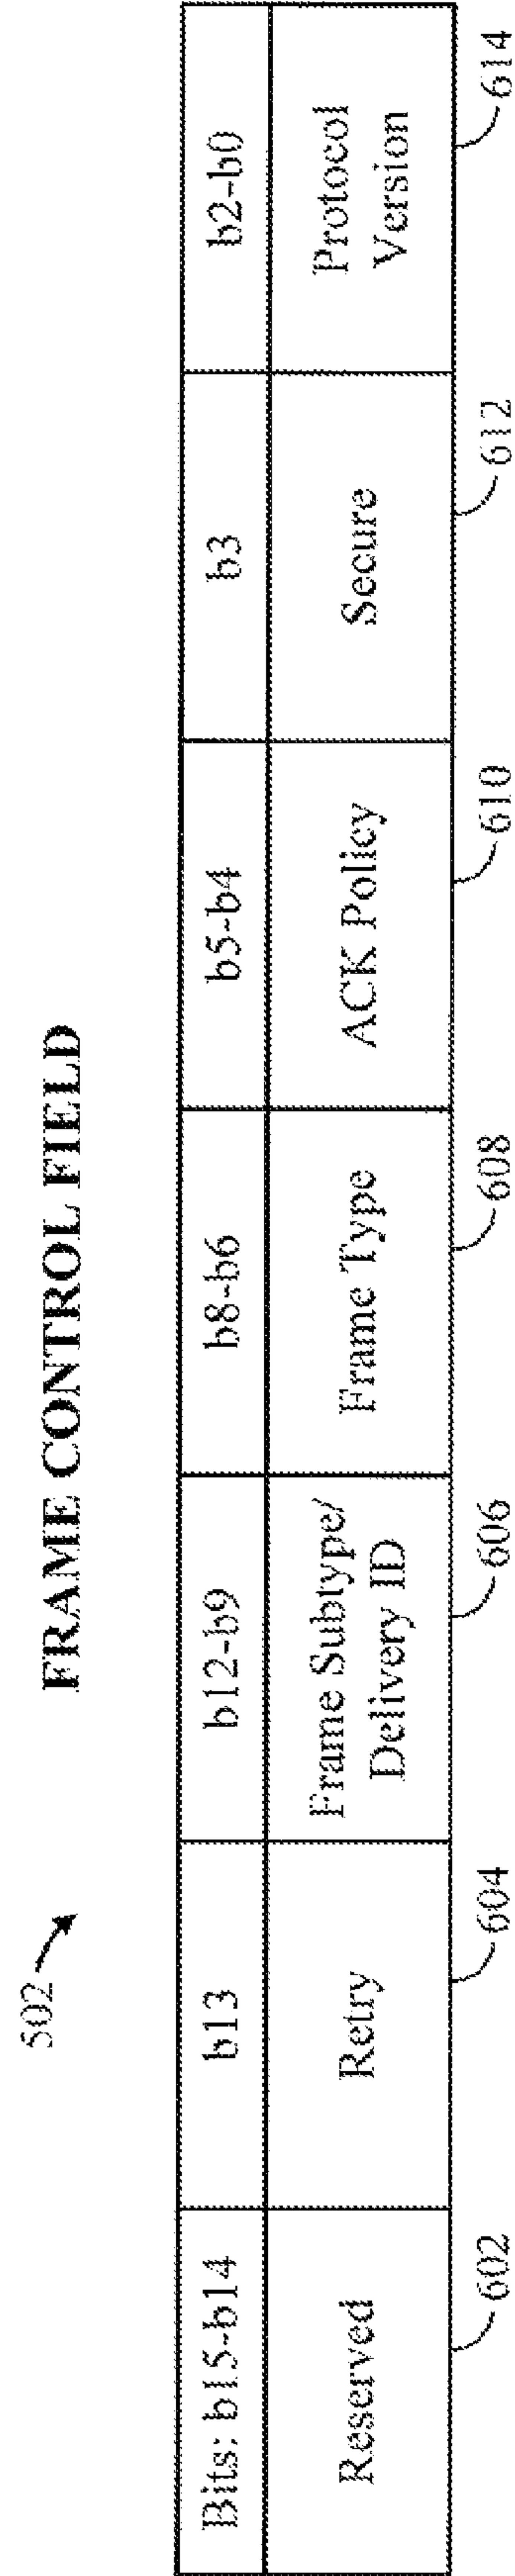 FRAME CONTROL FIELD
502
Bits: b15-b14
b13
b12-b9
b8-b6
b5-b4
b3
b2-b0
Reserved
Retry
Frame Subtype/
Delivery ID
Frame Type
ACK Policy
Secure
Protocol
Version
602
604
606
608
610
612
614